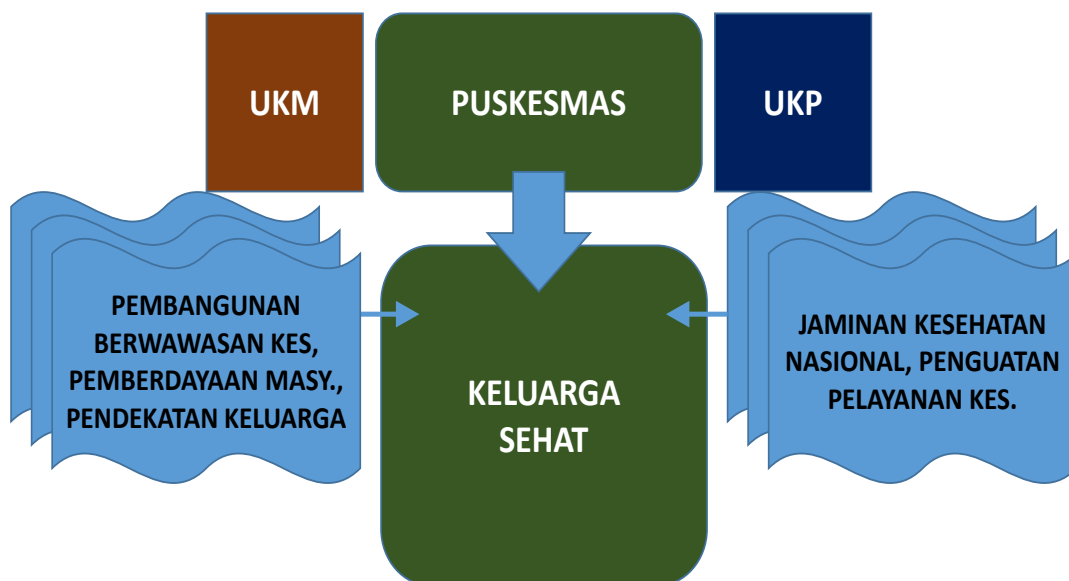 UKM
PUSKESMAS
UKP
PEMBANGUNAN
BERWAWASAN KES,
PEMBERDAYAAN MASY.,
PENDEKATAN KELUARGA
KELUARGA
SEHAT
JAMINAN KESEHATAN
NASIONAL, PENGUATAN
PELAYANAN KES.